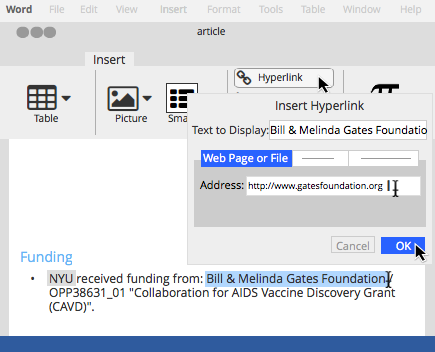 Word File Edit View Insert Format Tools Table Window Help
article
Insert
Table
Picture
Sma
Hyperlink
Insert Hyperlink
Text to Display: Bill & Melinda Gates Foundatio
Web Page or File
Address: http://www.gatesfoundation.org
Cancel OK
Funding
• NYU received funding from: Bill & Melinda Gates Foundation/
OPP38631_01 "Collaboration for AIDS Vaccine Discovery Grant
(CAVD)".